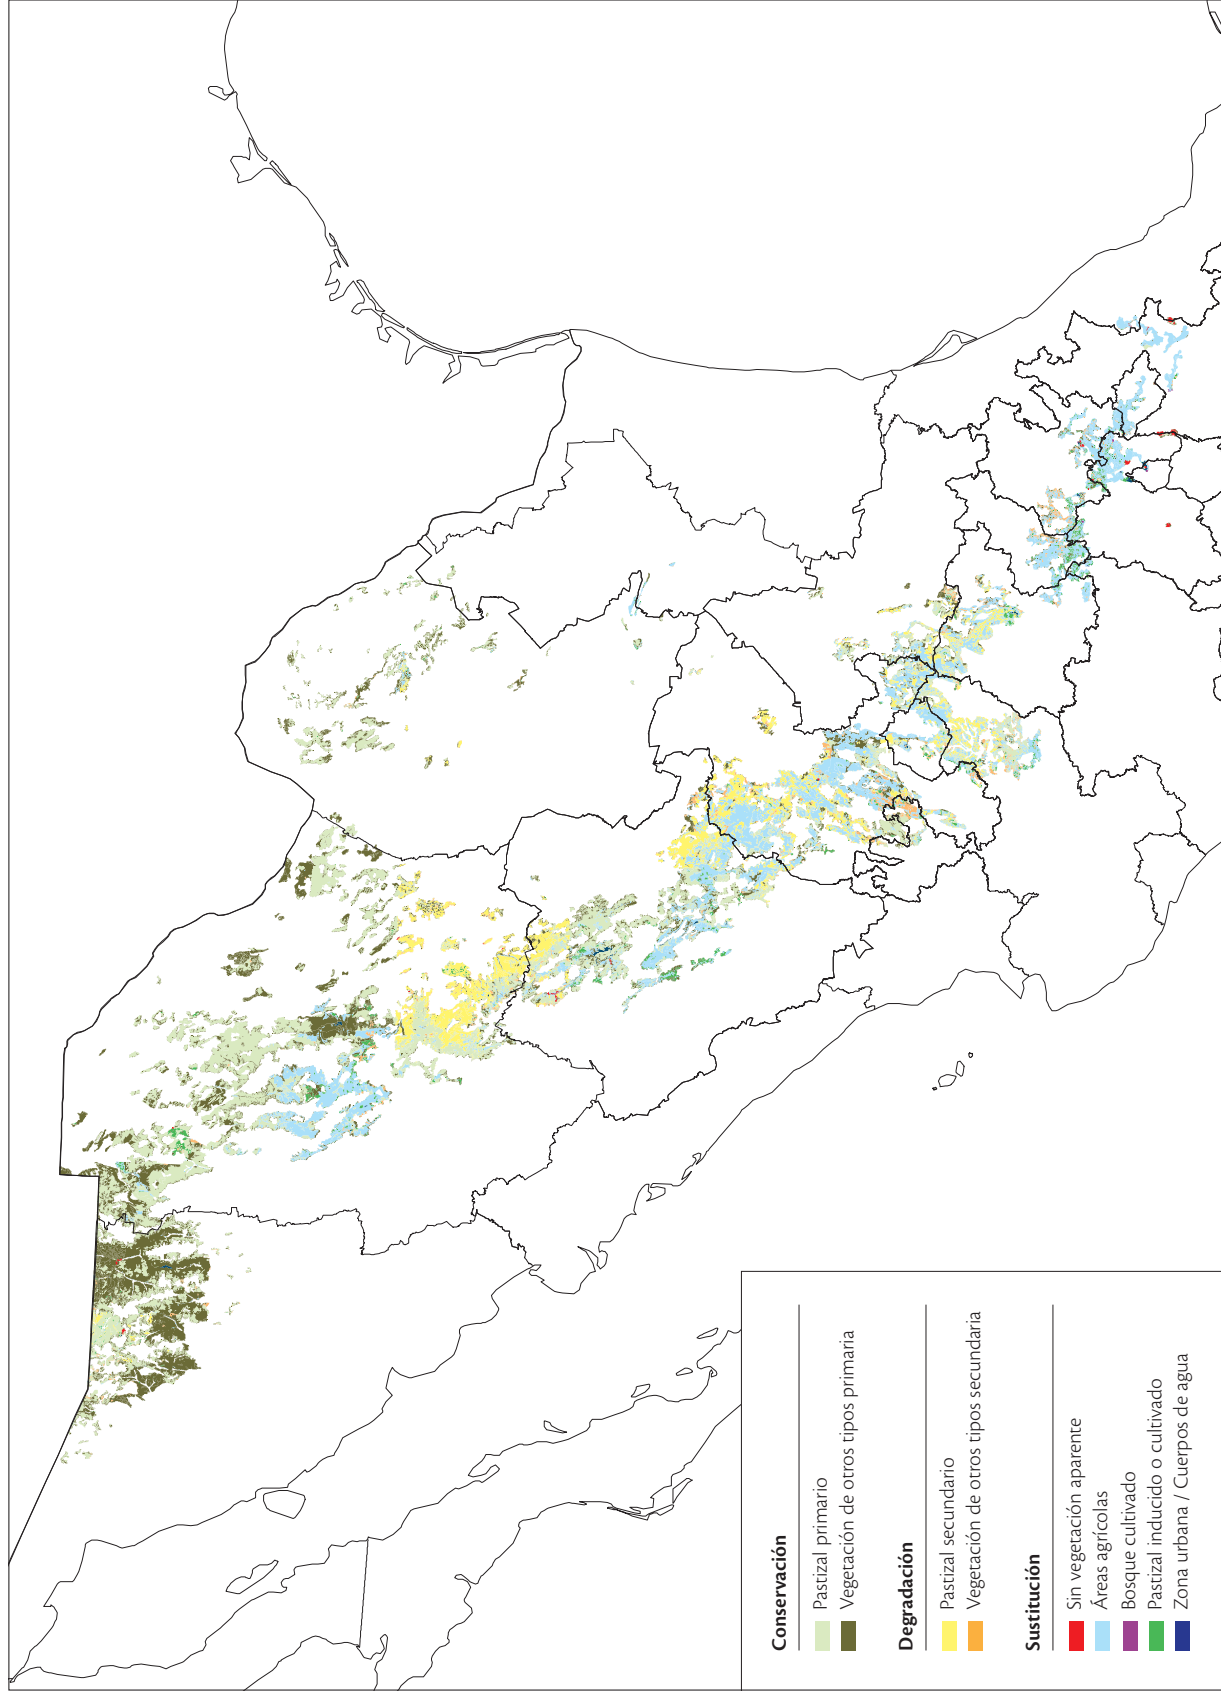 Conservación
Pastizal primario
Vegetación de otros tipos primaria
Degradación
Pastizal secundario
Vegetación de otros tipos secundaria
Sustitución
Sin vegetación aparente
Áreas agrícolas
Bosque cultivado
Pastizal inducido o cultivado
Zona urbana / Cuerpos de agua